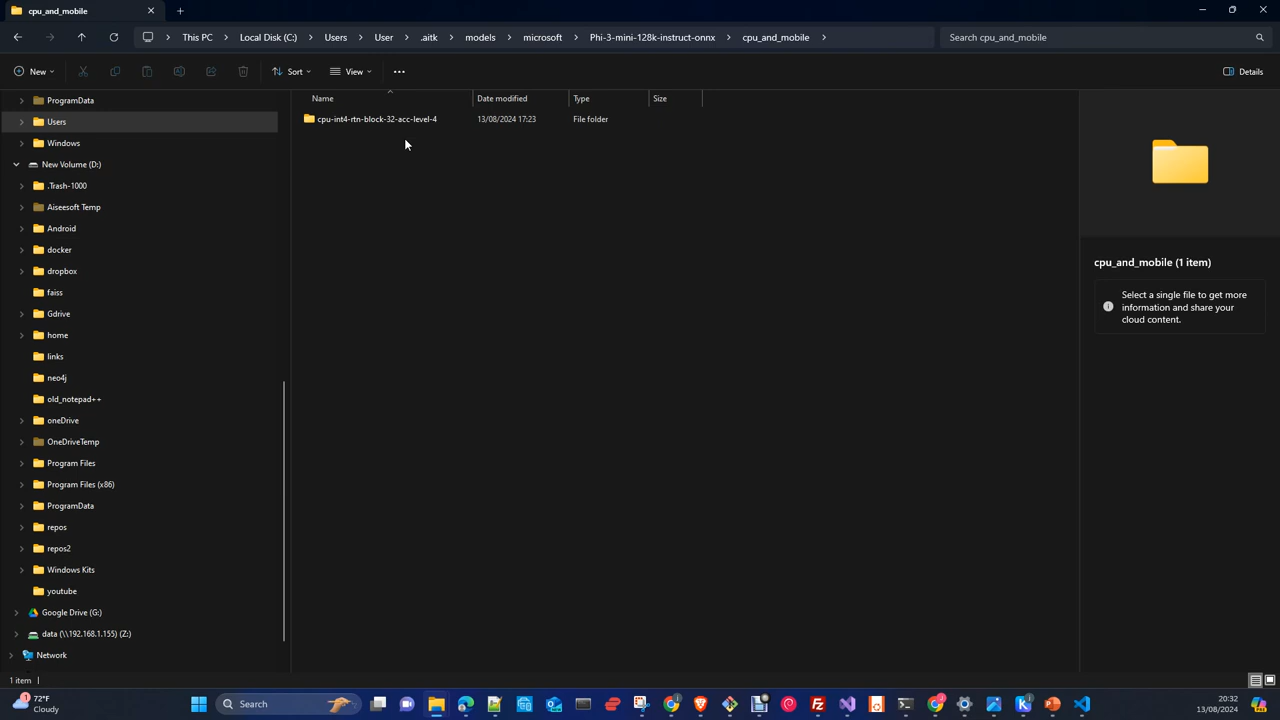 cpu_and_mobile
This PC
Local Disk (C:)
Users
User
.aitk
models
microsoft
Phi-3-mini-128k-instruct-onnx
cpu_and_mobile
Search cpu_and_mobile
New
Sort
View
Details
Name
Date modified
Type
Size
cpu-int4-rtn-block-32-acc-level-4
13/08/2024 17:23
File folder
ProgramData
Users
Windows
New Volume (D:)
.Trash-1000
Aiseesoft Temp
Android
docker
dropbox
faiss
Gdrive
home
links
neo4j
old_notepad++
oneDrive
OneDriveTemp
Program Files
Program Files (x86)
ProgramData
repos
repos2
Windows Kits
youtube
Google Drive (G:)
data (\\192.168.1.155) (Z:)
Network
cpu_and_mobile (1 item)
Select a single file to get more
information and share your
cloud content.
1 item
1
72°F
Cloudy
Search
20:32
13/08/2024